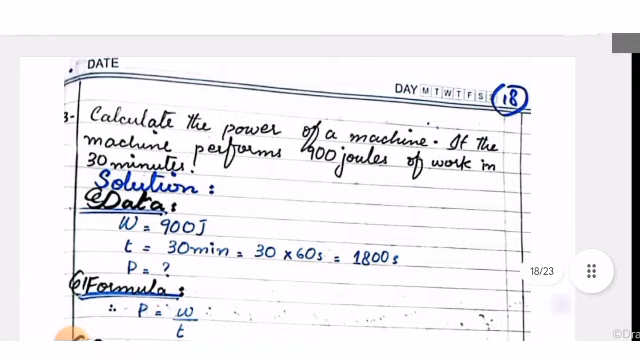 DATE
DAY M T W T F S 18
3- Calculate the power of a machine. If the
machine performs 900 joules of work in
30 minutes.
Solution:
Data:
W = 900J
t = 30min = 30 × 60s = 1800s
P = ?
18/23
Formula:
∴ P = w
t